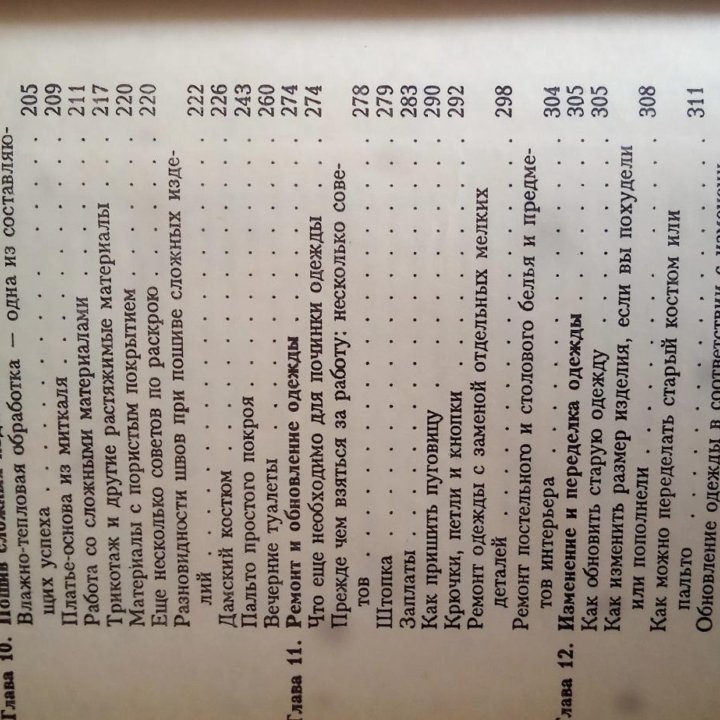 Глава 10. Пошив сложных
Влажно-тепловая обработка — одна из составляю-
щих успеха . . . . . . . . . . . . . . . . 205
Платье-основа из миткаля . . . . . . . . . 209
Работа со сложными материалами . . . . . . 211
Трикотаж и другие растяжимые материалы . . 217
Материалы с пористым покрытием . . . . . . 220
Еще несколько советов по раскрою . . . . . 220
Разновидности швов при пошиве сложных изде-
лий . . . . . . . . . . . . . . . . . . . 222
Дамский костюм . . . . . . . . . . . . . . 226
Пальто простого покроя . . . . . . . . . . 243
Вечерние туалеты . . . . . . . . . . . . . 260
Глава 11. Ремонт и обновление одежды . . . 274
Что еще необходимо для починки одежды . . 274
Прежде чем взяться за работу: несколько сове-
тов . . . . . . . . . . . . . . . . . . . 278
Штопка . . . . . . . . . . . . . . . . . . 279
Заплаты . . . . . . . . . . . . . . . . . 283
Как пришить пуговицу . . . . . . . . . . . 290
Крючки, петли и кнопки . . . . . . . . . . 292
Ремонт одежды с заменой отдельных мелких
деталей . . . . . . . . . . . . . . . . . 298
Ремонт постельного и столового белья и предме-
тов интерьера . . . . . . . . . . . . . . 304
Глава 12. Изменение и переделка одежды . . 305
Как обновить старую одежду . . . . . . . . 305
Как изменить размер изделия, если вы похудели
или пополнели . . . . . . . . . . . . . . 308
Как можно переделать старый костюм или
пальто . . . . . . . . . . . . . . . . . . 311
Обновление одежды в соответствии с